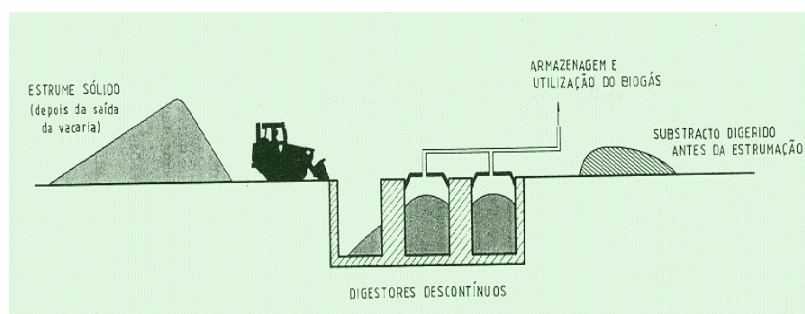 ESTRUME SÓLIDO
(depois da saída
da vacaria)
ARMAZENAGEM E
UTILIZAÇÃO DO BIOGÁS
SUBSTRACTO DIGERIDO
ANTES DA ESTRUMAÇÃO
DIGESTORES DESCONTÍNUOS